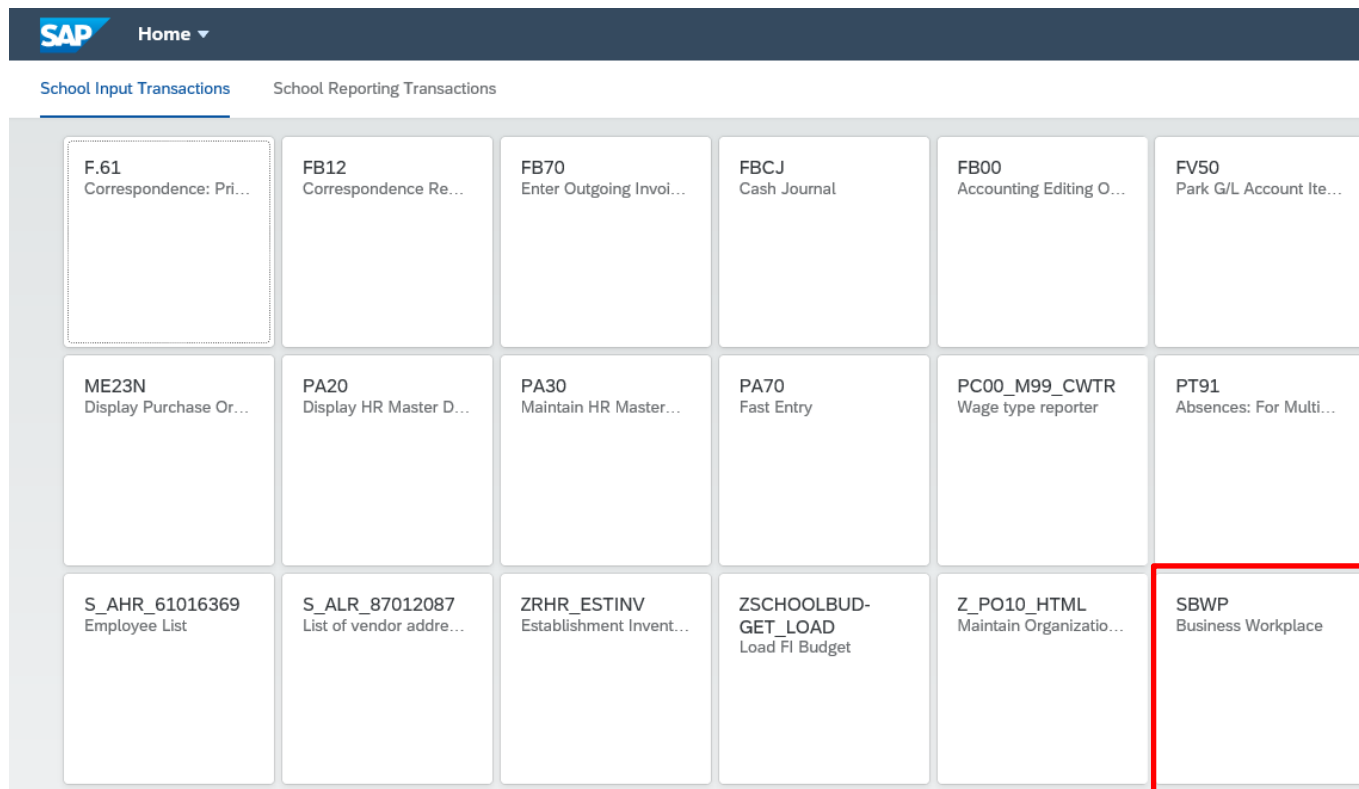 SAP Home
School Input Transactions School Reporting Transactions
F.61 FB12 FB70 FBCJ FB00 FV50
Correspondence: Pri... Correspondence Re... Enter Outgoing Invoi... Cash Journal Accounting Editing O... Park G/L Account Ite...
ME23N PA20 PA30 PA70 PC00_M99_CWTR PT91
Display Purchase Or... Display HR Master D... Maintain HR Master... Fast Entry Wage type reporter Absences: For Multi...
S_AHR_61016369 S_ALR_87012087 ZRHR_ESTINV ZSCHOOLBUD- Z_PO10_HTML SBWP
Employee List List of vendor addre... Establishment Invent... GET_LOAD Maintain Organizatio... Business Workplace
Load FI Budget